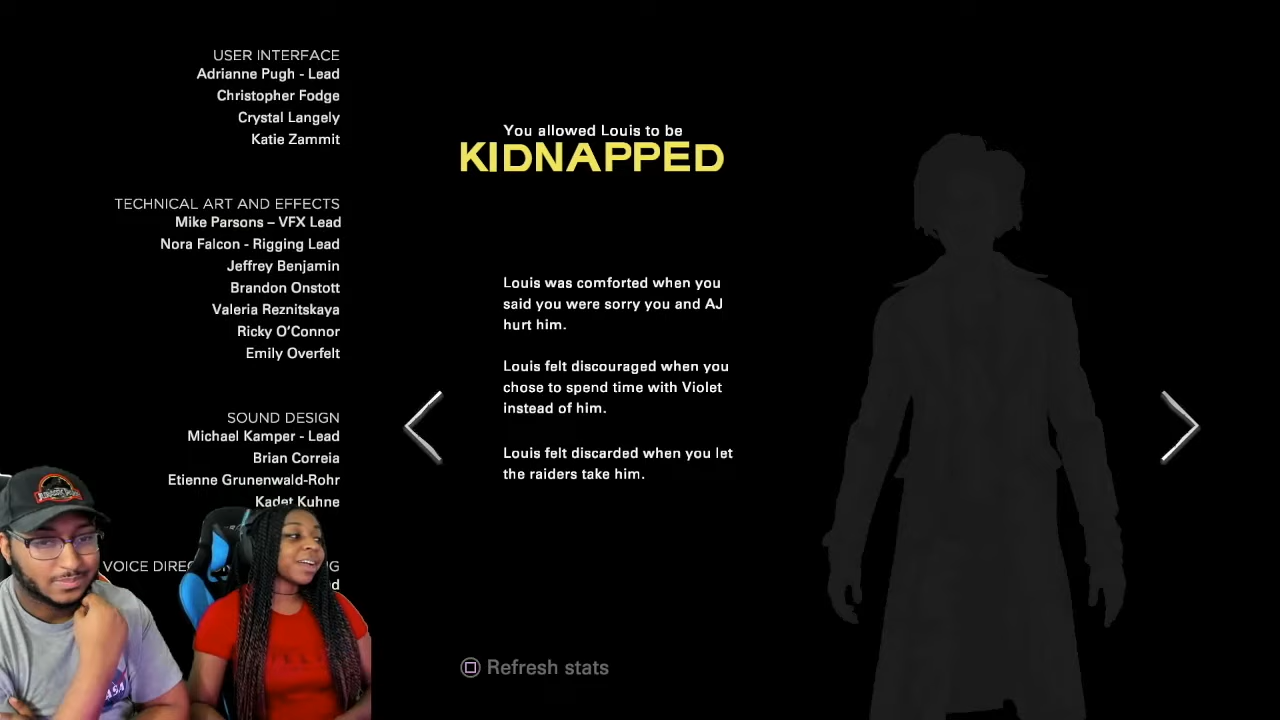 USER INTERFACE
Adrianne Pugh - Lead
Christopher Fodge
Crystal Langely
Katie Zammit
TECHNICAL ART AND EFFECTS
Mike Parsons – VFX Lead
Nora Falcon - Rigging Lead
Jeffrey Benjamin
Brandon Onstott
Valeria Reznitskaya
Ricky O'Connor
Emily Overfelt
SOUND DESIGN
Michael Kamper - Lead
Brian Correia
Etienne Grunenwald-Rohr
Kadet Kuhne
VOICE
You allowed Louis to be
KIDNAPPED
Louis was comforted when you
said you were sorry you and AJ
hurt him.
Louis felt discouraged when you
chose to spend time with Violet
instead of him.
Louis felt discarded when you let
the raiders take him.
Refresh stats